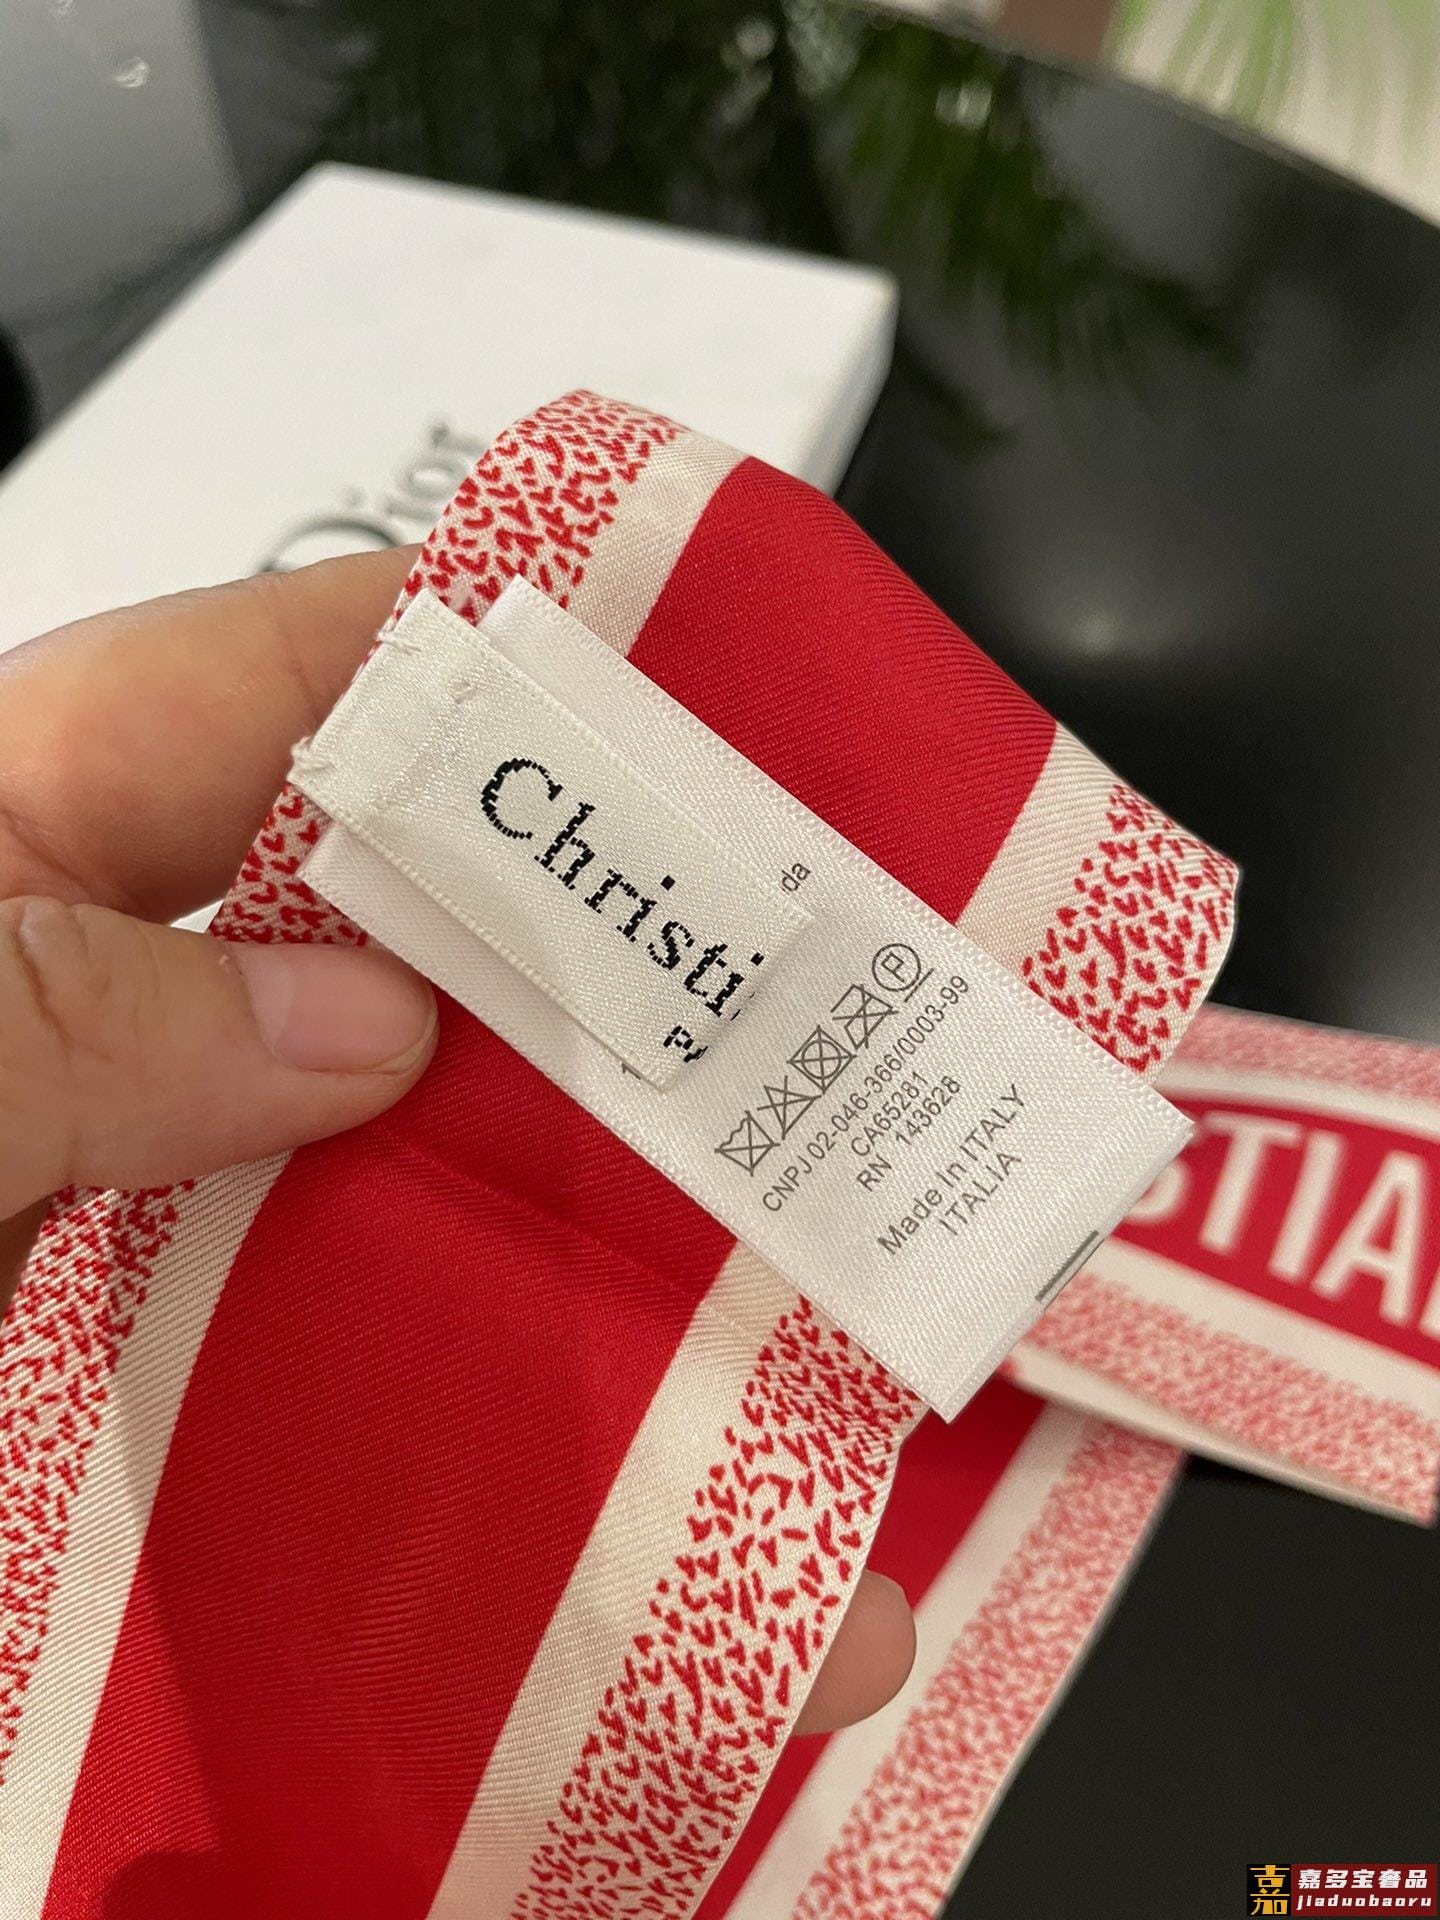 Dior
Christi
da
CNPJ 02-046-366/0003-99
CA65281
RN 143628
Made In ITALY
ITALIA
STIA
嘉多宝奢品
jiaduobaoru